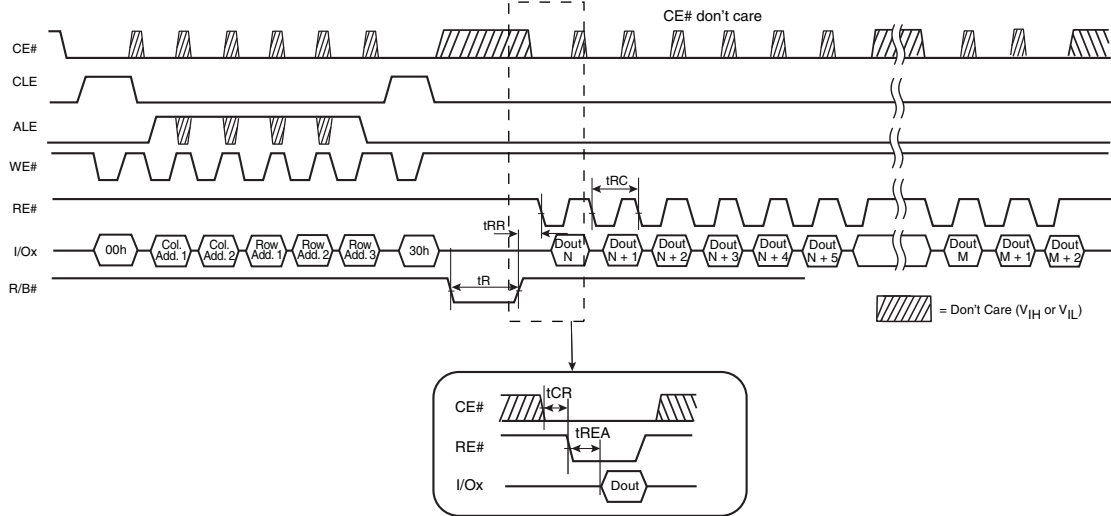 CE# don't care
CE#
CLE
ALE
WE#
RE#
tRC
tRR
I/Ox
00h
Col. Add. 1
Col. Add. 2
Row Add. 1
Row Add. 2
Row Add. 3
30h
Dout N
Dout N + 1
Dout N + 2
Dout N + 3
Dout N + 4
Dout N + 5
Dout M
Dout M + 1
Dout M + 2
R/B#
tR
= Don't Care (VIH or VIL)
CE#
tCR
RE#
tREA
I/Ox
Dout